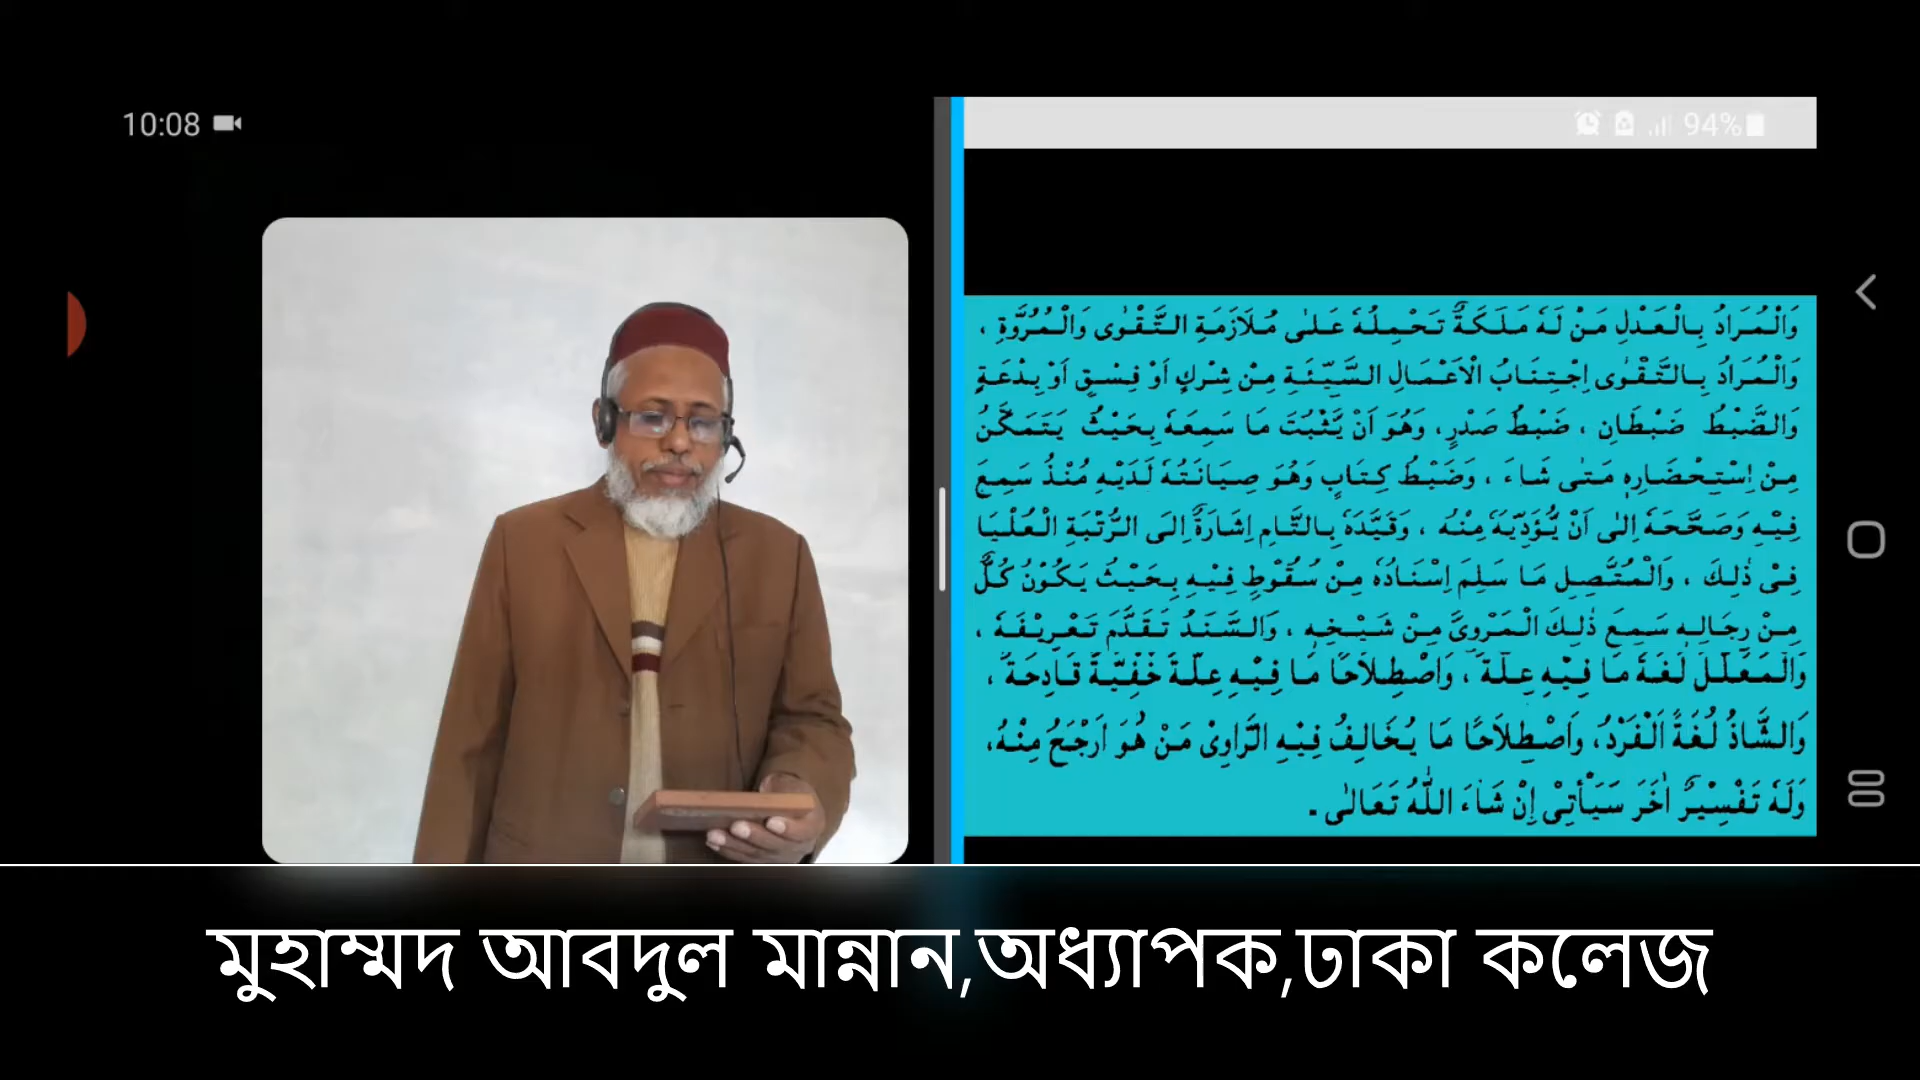 10:08
94%
وَالْمُرَادُ بِالْعَدْلِ مَنْ لَهٗ مَلَكَةٌ تَحْمِلُهٗ عَلٰى مُلَازَمَةِ التَّقْوٰى وَالْمُرُوَّةِ ،
وَالْمُرَادُ بِالتَّقْوٰى اِجْتِنَابُ الْاَعْمَالِ السَّيِّئَةِ مِنْ شِرْكٍ اَوْ فِسْقٍ اَوْ بِدْعَةٍ
وَالضَّبْطُ ضَبْطَانِ ، ضَبْطُ صَدْرٍ، وَهُوَ اَنْ يَّثْبُتَ مَا سَمِعَهٗ بِحَيْثُ يَتَمَكَّنُ
مِنْ اِسْتِحْضَارِهٖ مَتٰى شَاءَ ، وَضَبْطُ كِتَابٍ وَهُوَ صِيَانَتُهٗ لَدَيْهِ مُنْذُ سَمِعَ
فِيْهِ وَصَحَّحَهٗ اِلٰى اَنْ يُّؤَدِّيَهٗ مِنْهُ ، وَقَيَّدَهٗ بِالتَّامِ اِشَارَةً اِلَى الرُّتْبَةِ الْعُلْيَا
فِىْ ذٰلِكَ ، وَالْمُتَّصِلِ مَا سَلِمَ اِسْنَادُهٗ مِنْ سُقُوْطٍ فِيْهِ بِحَيْثُ يَكُوْنُ كُلٌّ
مِنْ رِجَالِهٖ سَمِعَ ذٰلِكَ الْمَرْوِىَّ مِنْ شَيْخِهٖ ، وَالسَّنَدُ تَقَدَّمَ تَعْرِيْفُهٗ ،
وَالْمُعَلَّلُ لُغَةً مَا فِيْهِ عِلَّةٌ ، وَاصْطِلَاحًا مَا فِيْهِ عِلَّةٌ خَفِيَّةٌ قَادِحَةٌ ،
وَالشَّاذُ لُغَةً الْفَرْدُ، وَاصْطِلَاحًا مَا يُخَالِفُ فِيْهِ الرَّاوِىْ مَنْ هُوَ اَرْجَحُ مِنْهُ،
وَلَهٗ تَفْسِيْرٌ اٰخَرَ سَيَأْتِىْ اِنْ شَاءَ اللّٰهُ تَعَالٰى .
মুহাম্মদ আবদুল মান্নান,অধ্যাপক,ঢাকা কলেজ